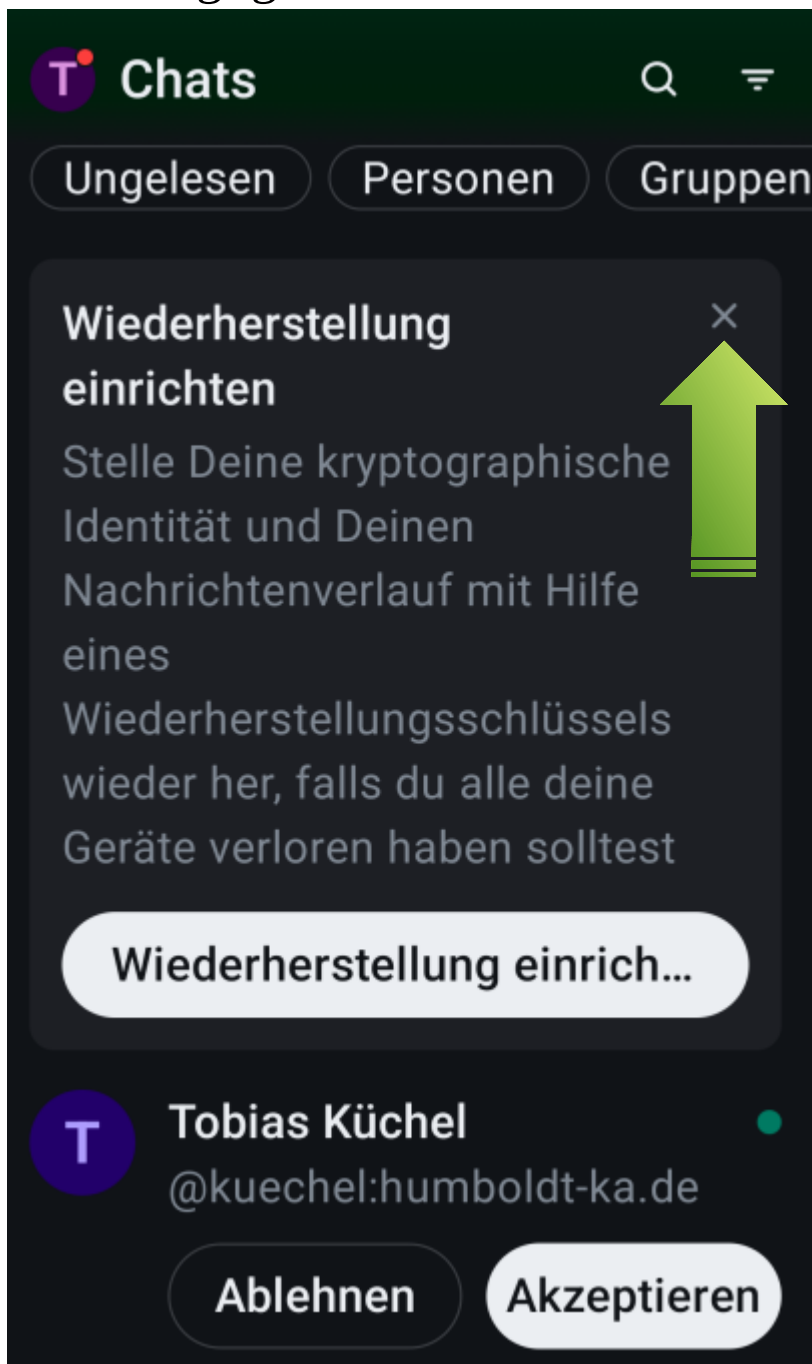 T Chats
Ungelesen Personen Gruppen
Wiederherstellung
einrichten
Stelle Deine kryptographische
Identität und Deinen
Nachrichtenverlauf mit Hilfe
eines
Wiederherstellungsschlüssels
wieder her, falls du alle deine
Geräte verloren haben solltest
Wiederherstellung einrich...
T Tobias Küchel
@kuechel:humboldt-ka.de
Ablehnen Akzeptieren